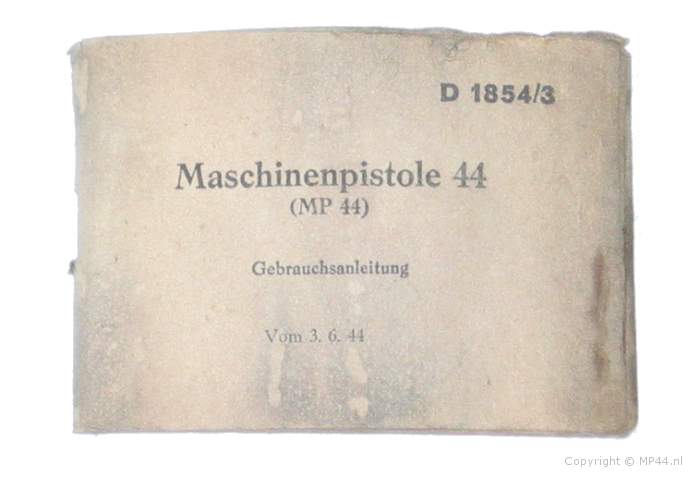 D 1854/3
Maschinenpistole 44
(MP 44)
Gebrauchsanleitung
Vom 3. 6. 44
Copyright © MP44.nl